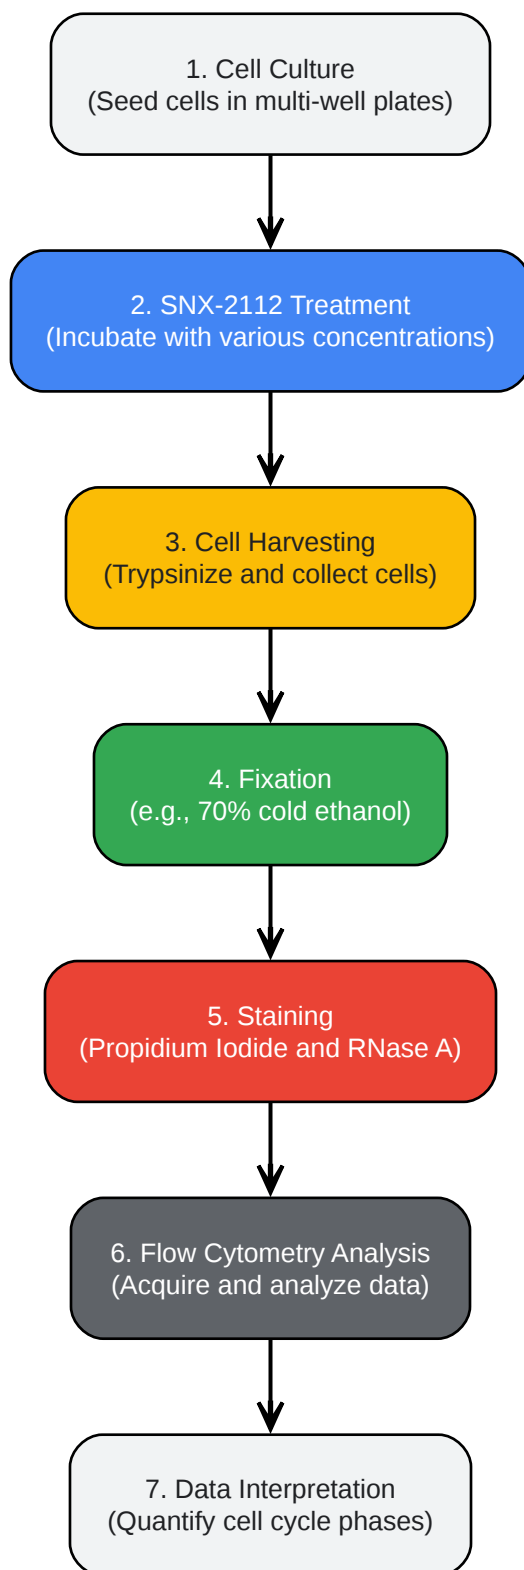 1. Cell Culture
(Seed cells in multi-well plates)
2. SNX-2112 Treatment
(Incubate with various concentrations)
3. Cell Harvesting
(Trypsinize and collect cells)
4. Fixation
(e.g., 70% cold ethanol)
5. Staining
(Propidium Iodide and RNase A)
6. Flow Cytometry Analysis
(Acquire and analyze data)
7. Data Interpretation
(Quantify cell cycle phases)